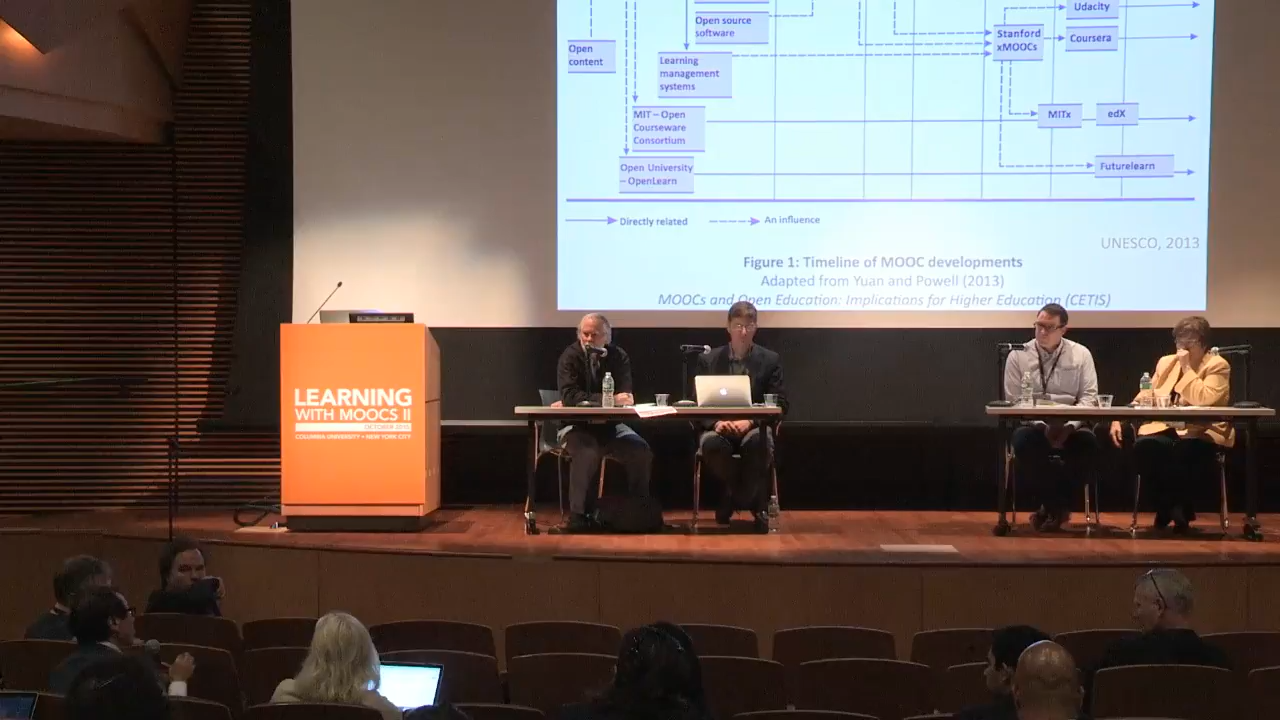 Udacity
Open source
software
Stanford
xMOOCs
Coursera
Open
content
Learning
management
systems
MIT – Open
Courseware
Consortium
MITx
edX
Open University
– OpenLearn
Futurelearn
Directly related
An influence
UNESCO, 2013
Figure 1: Timeline of MOOC developments
Adapted from Yuan and Powell (2013)
MOOCs and Open Education: Implications for Higher Education (CETIS)
LEARNING
WITH MOOCS II
OCTOBER 2015
COLUMBIA UNIVERSITY • NEW YORK CITY